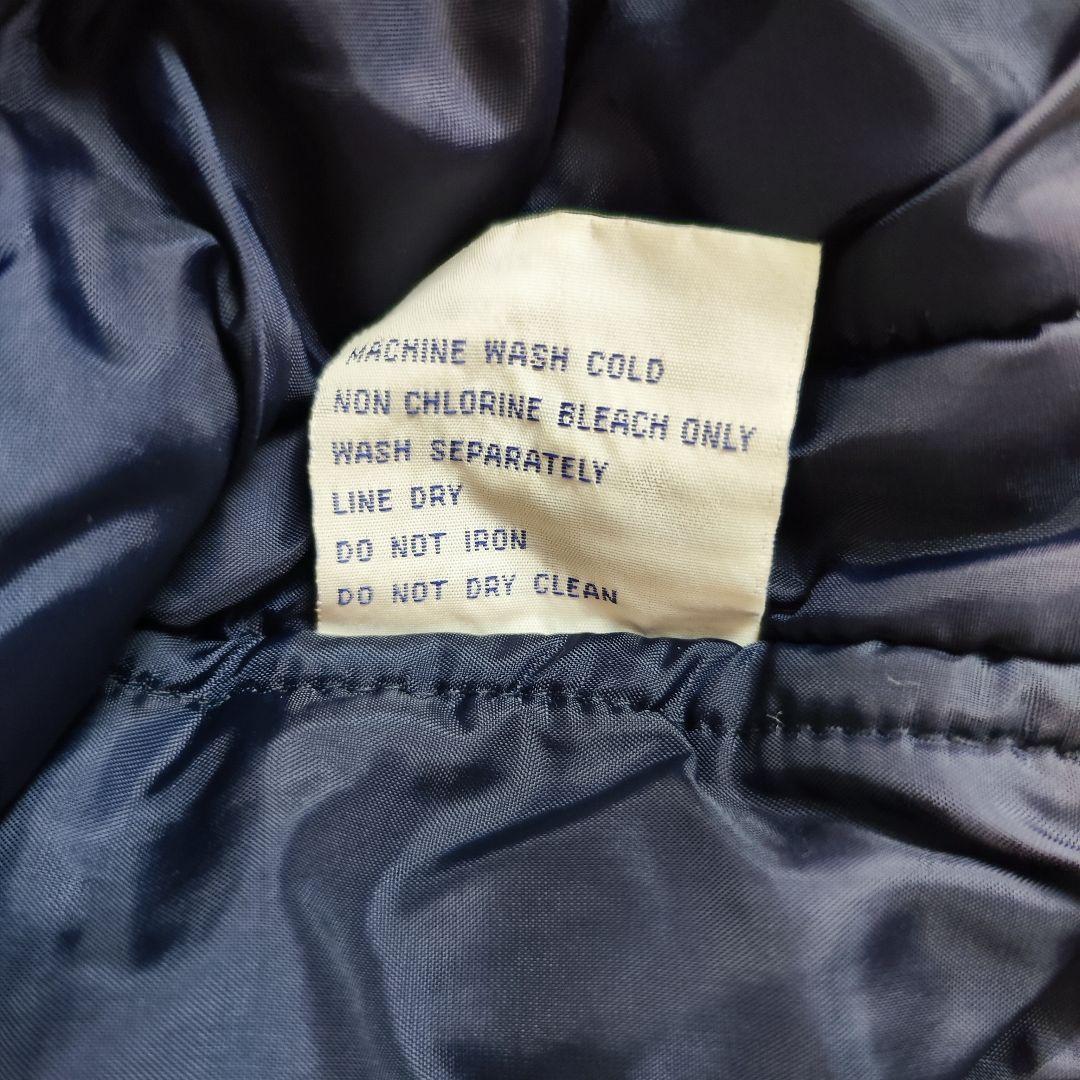 MACHINE WASH COLD
NON CHLORINE BLEACH ONLY
WASH SEPARATELY
LINE DRY
DO NOT IRON
DO NOT DRY CLEAN